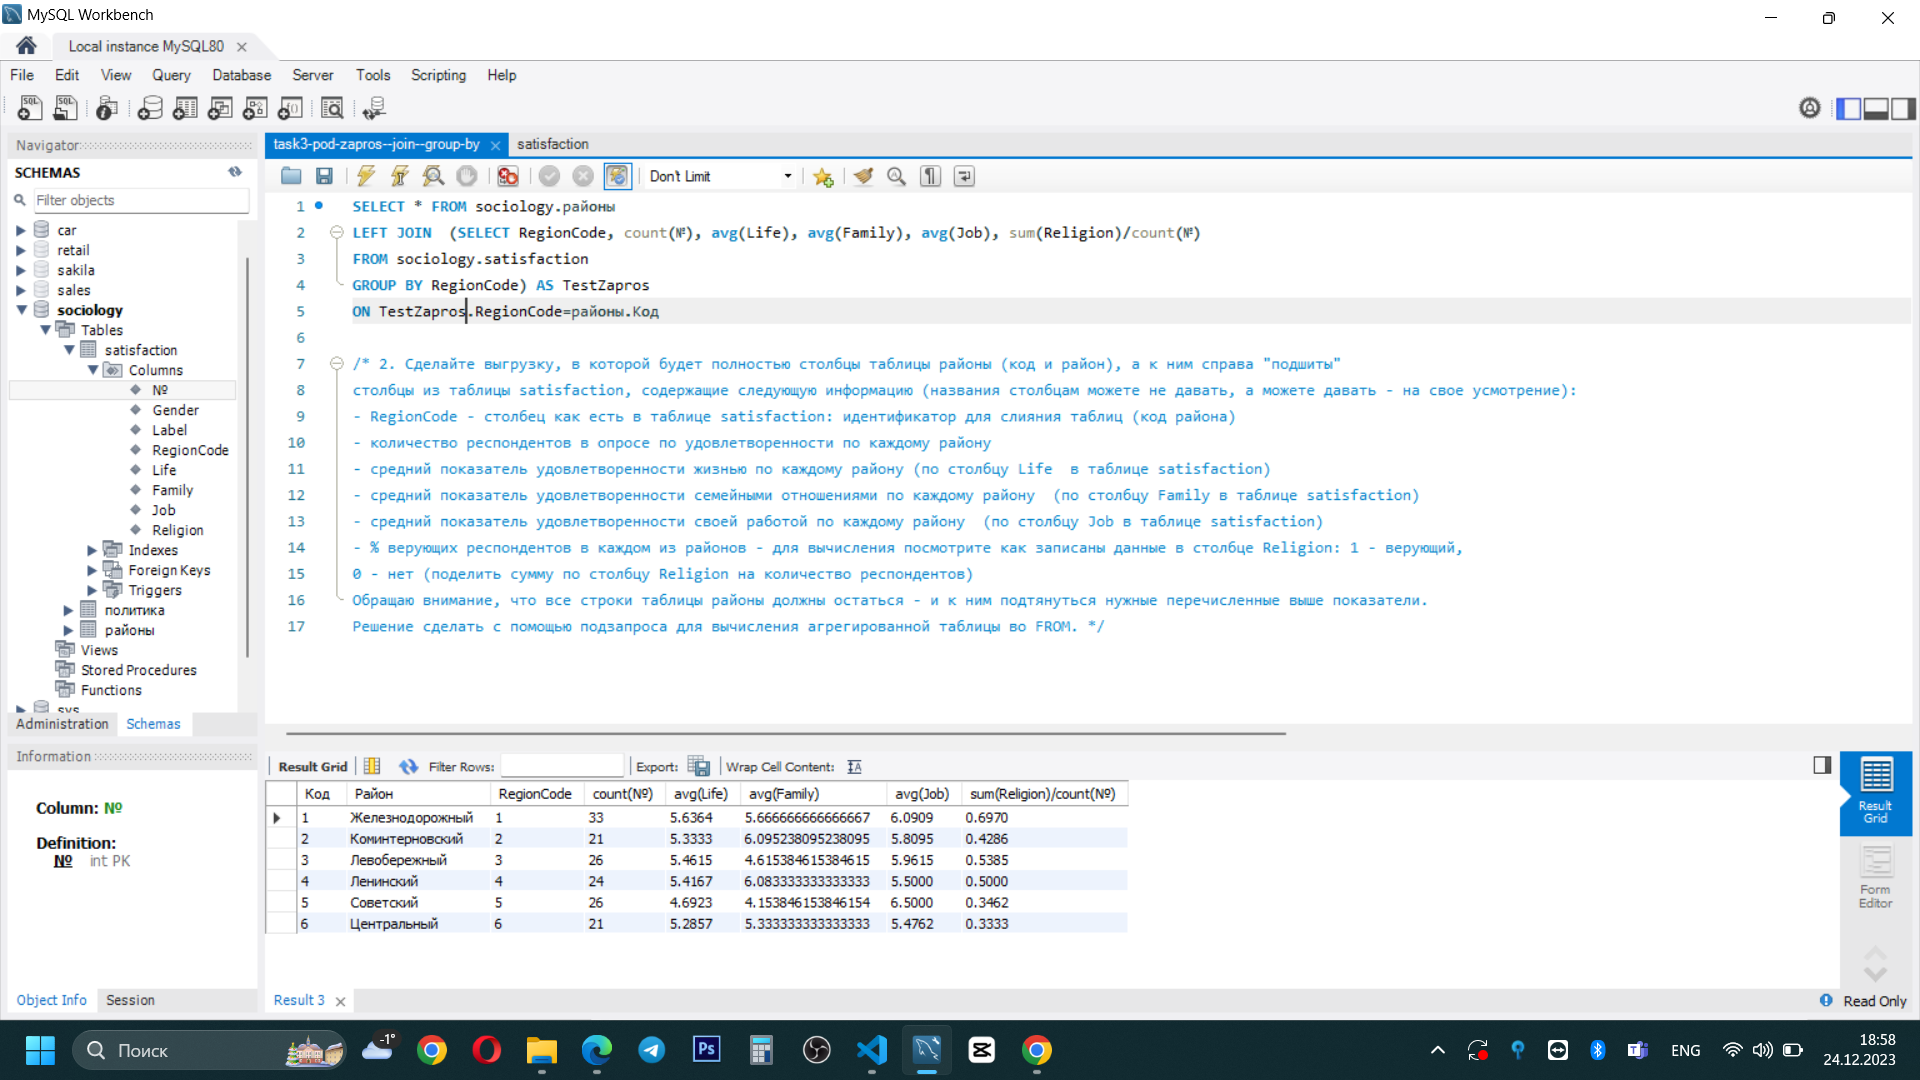 MySQL Workbench
Local instance MySQL80
File Edit View Query Database Server Tools Scripting Help
Navigator
SCHEMAS
Filter objects
car
retail
sakila
sales
sociology
Tables
satisfaction
Columns
№
Gender
Label
RegionCode
Life
Family
Job
Religion
Indexes
Foreign Keys
Triggers
политика
районы
Views
Stored Procedures
Functions
sys
Administration Schemas
Information
Column: №
Definition:
№ int PK
Object Info Session
task3-pod-zapros--join--group-by satisfaction
Don't Limit
1 SELECT * FROM sociology.районы
2 LEFT JOIN  (SELECT RegionCode, count(№), avg(Life), avg(Family), avg(Job), sum(Religion)/count(№)
3 FROM sociology.satisfaction
4 GROUP BY RegionCode) AS TestZapros
5 ON TestZapros.RegionCode=районы.Код
6
7 /* 2. Сделайте выгрузку, в которой будет полностью столбцы таблицы районы (код и район), а к ним справа "подшиты"
8 столбцы из таблицы satisfaction, содержащие следующую информацию (названия столбцам можете не давать, а можете давать - на свое усмотрение):
9 - RegionCode - столбец как есть в таблице satisfaction: идентификатор для слияния таблиц (код района)
10 - количество респондентов в опросе по удовлетворенности по каждому району
11 - средний показатель удовлетворенности жизнью по каждому району (по столбцу Life  в таблице satisfaction)
12 - средний показатель удовлетворенности семейными отношениями по каждому району  (по столбцу Family в таблице satisfaction)
13 - средний показатель удовлетворенности своей работой по каждому району  (по столбцу Job в таблице satisfaction)
14 - % верующих респондентов в каждом из районов - для вычисления посмотрите как записаны данные в столбце Religion: 1 - верующий,
15 0 - нет (поделить сумму по столбцу Religion на количество респондентов)
16 Обращаю внимание, что все строки таблицы районы должны остаться - и к ним подтянуться нужные перечисленные выше показатели.
17 Решение сделать с помощью подзапроса для вычисления агрегированной таблицы во FROM. */
Result Grid Filter Rows: Export: Wrap Cell Content:
Код Район RegionCode count(№) avg(Life) avg(Family) avg(Job) sum(Religion)/count(№)
1 Железнодорожный 1 33 5.6364 5.666666666666667 6.0909 0.6970
2 Коминтерновский 2 21 5.3333 6.095238095238095 5.8095 0.4286
3 Левобережный 3 26 5.4615 4.615384615384615 5.9615 0.5385
4 Ленинский 4 24 5.4167 6.083333333333333 5.5000 0.5000
5 Советский 5 26 4.6923 4.153846153846154 6.5000 0.3462
6 Центральный 6 21 5.2857 5.333333333333333 5.4762 0.3333
Result
Grid
Form
Editor
Result 3
Read Only
Поиск
-1°
Ps
ENG
18:58
24.12.2023